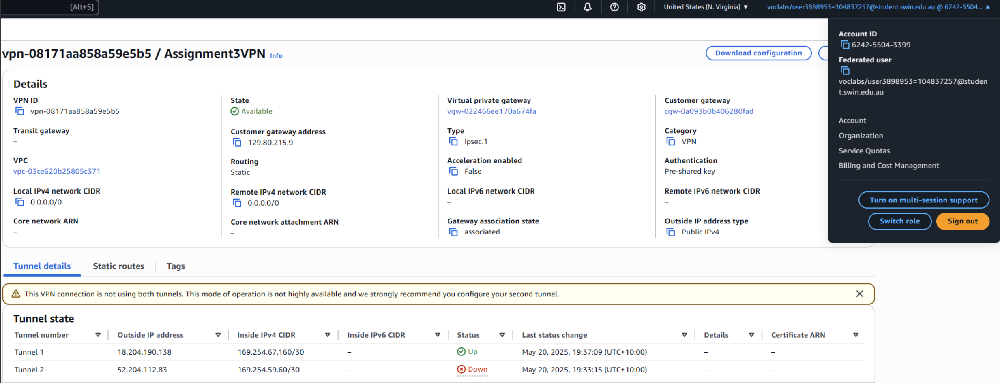 [Alt+S]
United States (N. Virginia)
voclabs/user3898953=104837257@student.swin.edu.au @ 6242-5504...
Account ID
6242-5504-3399
Federated user
voclabs/user3898953=104837257@studen
t.swin.edu.au
Account
Organization
Service Quotas
Billing and Cost Management
Turn on multi-session support
Switch role
Sign out
vpn-08171aa858a59e5b5 / Assignment3VPN Info
Download configuration
Details
VPN ID
vpn-08171aa858a59e5b5
State
Available
Virtual private gateway
vgw-022466ee170a674fa
Customer gateway
cgw-0a093b0b406280fad
Transit gateway
–
Customer gateway address
129.80.215.9
Type
ipsec.1
Category
VPN
VPC
vpc-03ce620b25805c371
Routing
Static
Acceleration enabled
False
Authentication
Pre-shared key
Local IPv4 network CIDR
0.0.0.0/0
Remote IPv4 network CIDR
0.0.0.0/0
Local IPv6 network CIDR
–
Remote IPv6 network CIDR
–
Core network ARN
–
Core network attachment ARN
–
Gateway association state
associated
Outside IP address type
Public IPv4
Tunnel details Static routes Tags
This VPN connection is not using both tunnels. This mode of operation is not highly available and we strongly recommend you configure your second tunnel.
Tunnel state
Tunnel number Outside IP address Inside IPv4 CIDR Inside IPv6 CIDR Status Last status change Details Certificate ARN
Tunnel 1 18.204.190.138 169.254.67.160/30 – Up May 20, 2025, 19:37:09 (UTC+10:00) – –
Tunnel 2 52.204.112.83 169.254.59.60/30 – Down May 20, 2025, 19:33:15 (UTC+10:00) – –